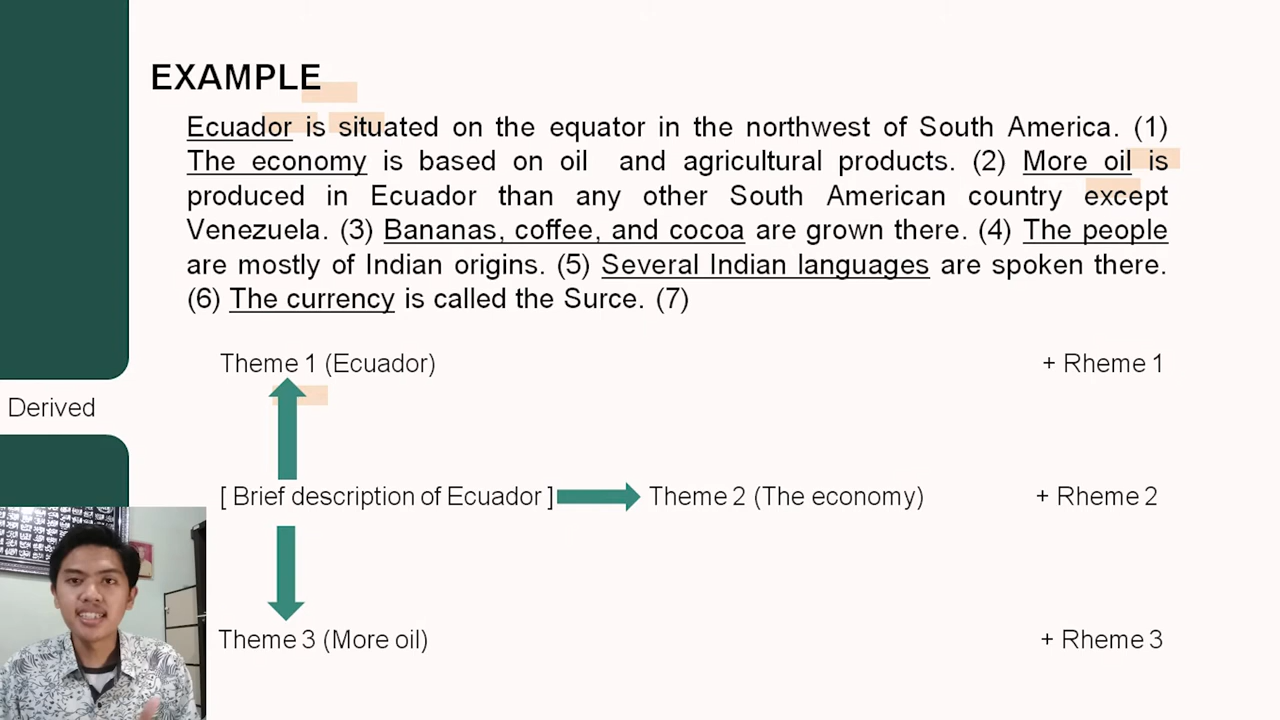 EXAMPLE
Ecuador is situated on the equator in the northwest of South America. (1)
The economy is based on oil and agricultural products. (2) More oil is
produced in Ecuador than any other South American country except
Venezuela. (3) Bananas, coffee, and cocoa are grown there. (4) The people
are mostly of Indian origins. (5) Several Indian languages are spoken there.
(6) The currency is called the Surce. (7)
Theme 1 (Ecuador) + Rheme 1
Derived
[ Brief description of Ecuador ] Theme 2 (The economy) + Rheme 2
Theme 3 (More oil) + Rheme 3